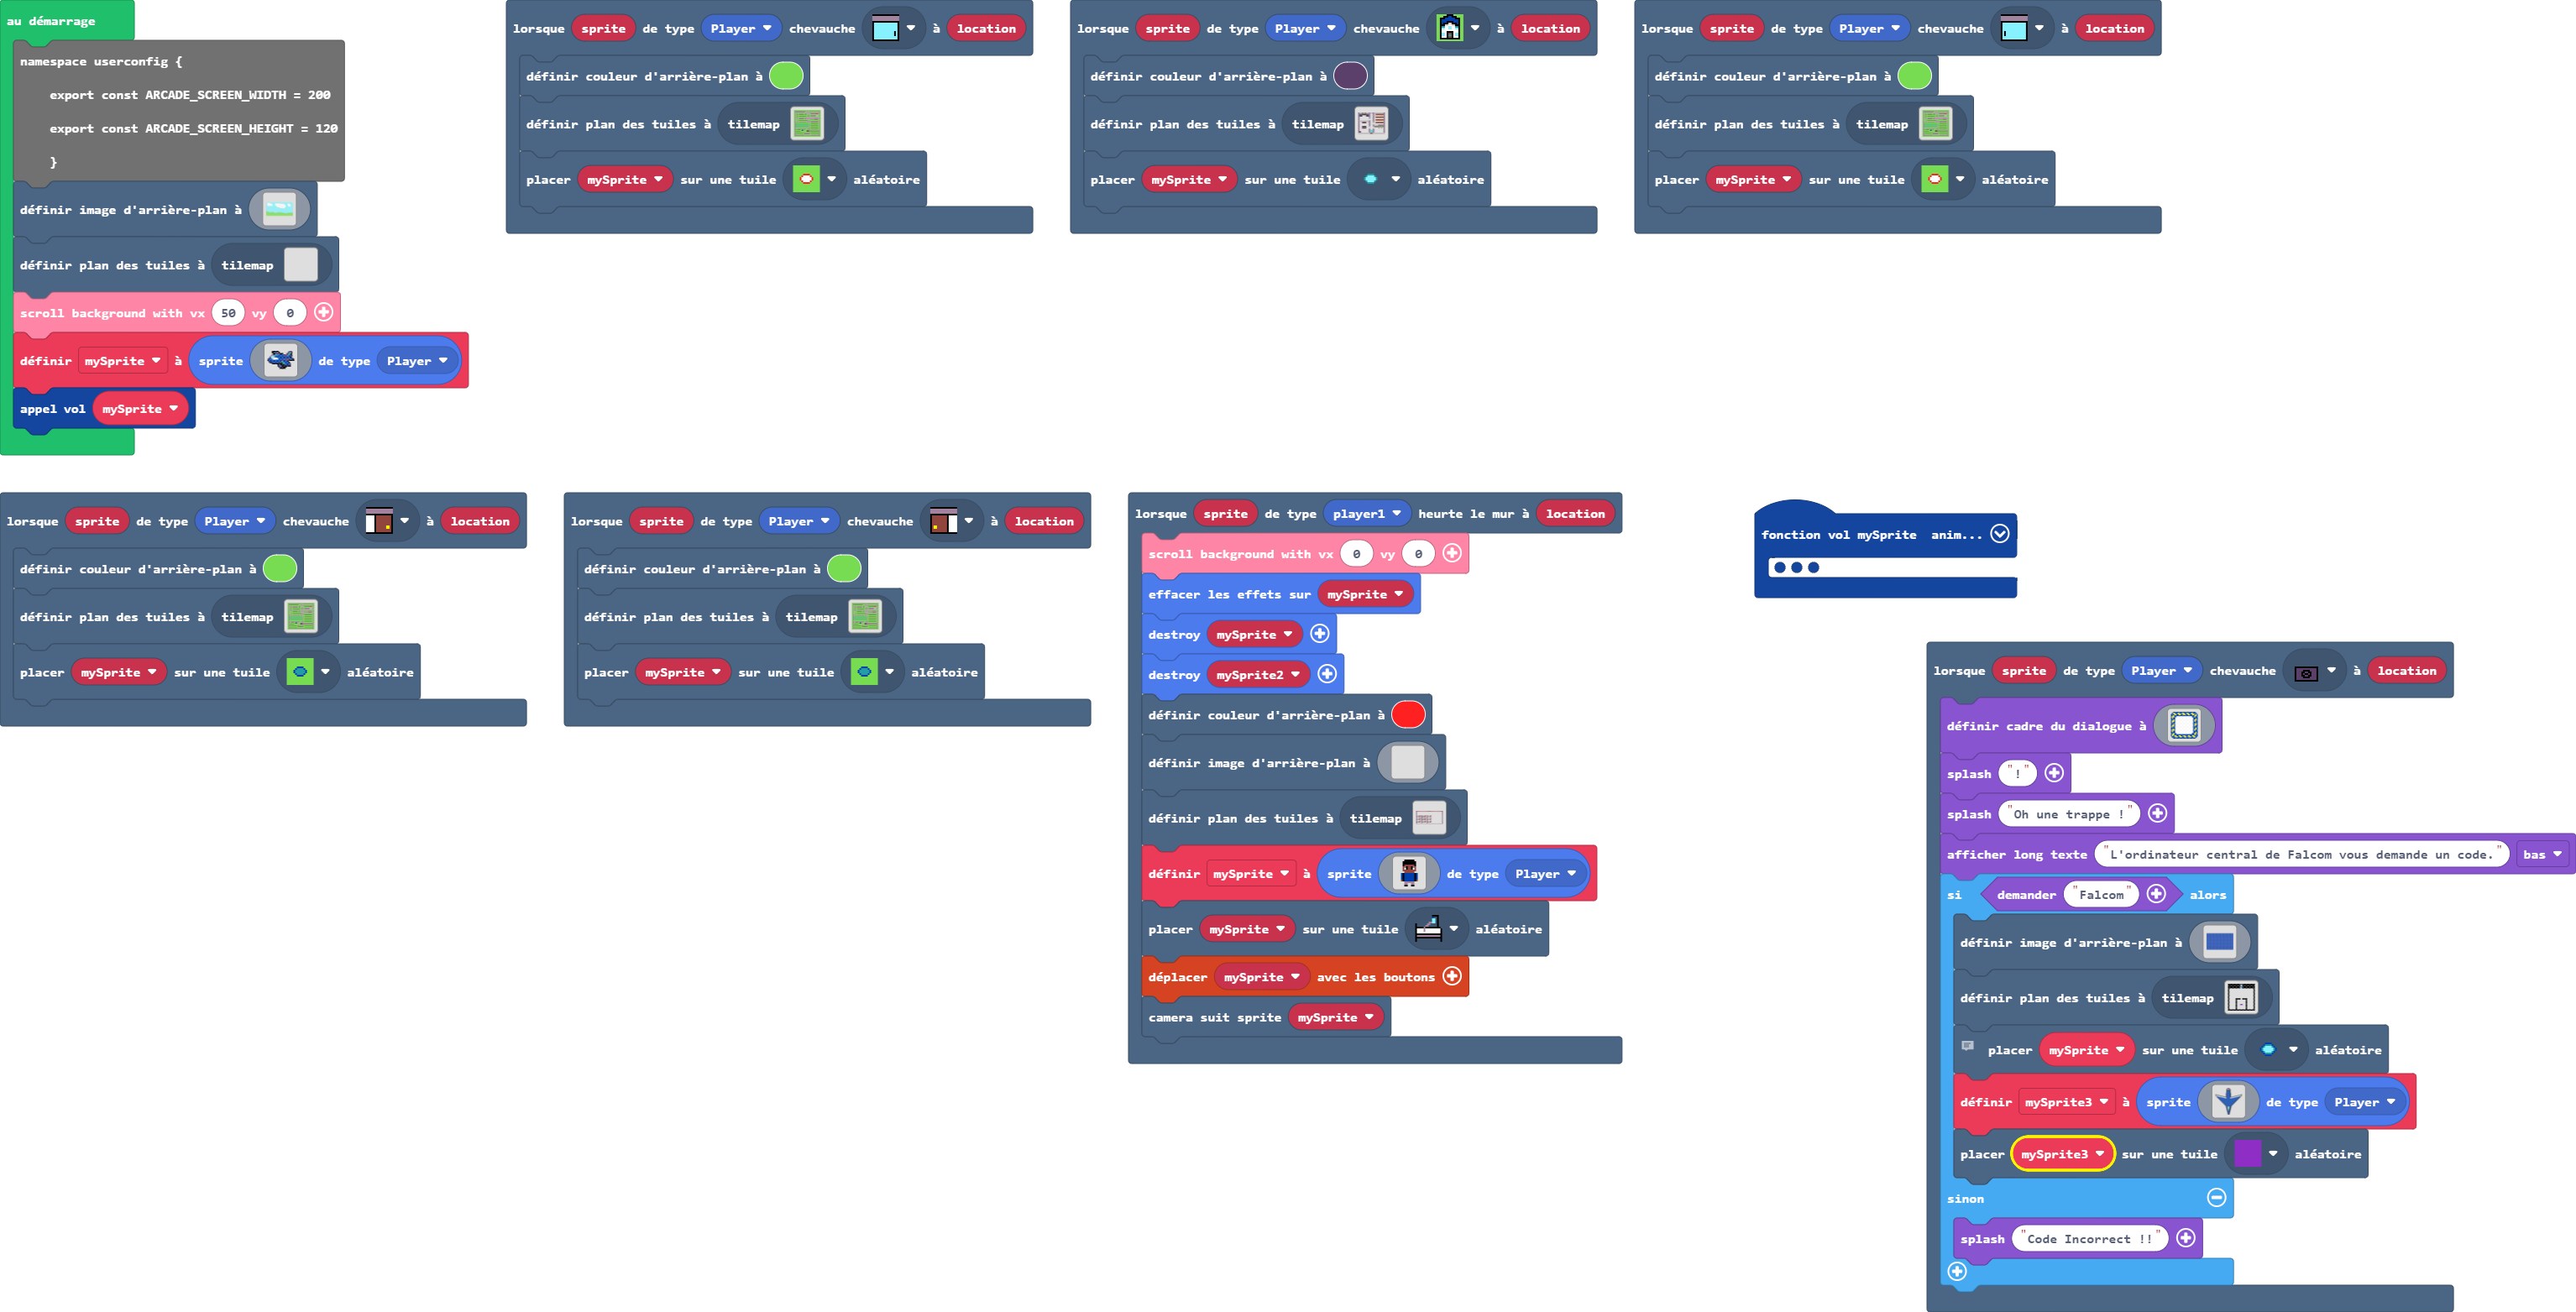 au démarrage
namespace userconfig {
export const ARCADE_SCREEN_WIDTH = 200
export const ARCADE_SCREEN_HEIGHT = 120
}
définir image d'arrière-plan à
définir plan des tuiles à tilemap
scroll background with vx 50 vy 0
définir mySprite à sprite de type Player
appel vol mySprite
lorsque sprite de type Player chevauche à location
définir couleur d'arrière-plan à
définir plan des tuiles à tilemap
placer mySprite sur une tuile aléatoire
lorsque sprite de type Player chevauche à location
définir couleur d'arrière-plan à
définir plan des tuiles à tilemap
placer mySprite sur une tuile aléatoire
lorsque sprite de type Player chevauche à location
définir couleur d'arrière-plan à
définir plan des tuiles à tilemap
placer mySprite sur une tuile aléatoire
lorsque sprite de type Player chevauche à location
définir couleur d'arrière-plan à
définir plan des tuiles à tilemap
placer mySprite sur une tuile aléatoire
lorsque sprite de type Player chevauche à location
définir couleur d'arrière-plan à
définir plan des tuiles à tilemap
placer mySprite sur une tuile aléatoire
lorsque sprite de type player1 heurte le mur à location
scroll background with vx 0 vy 0
effacer les effets sur mySprite
destroy mySprite
destroy mySprite2
définir couleur d'arrière-plan à
définir image d'arrière-plan à
définir plan des tuiles à tilemap
définir mySprite à sprite de type Player
placer mySprite sur une tuile aléatoire
déplacer mySprite avec les boutons
camera suit sprite mySprite
fonction vol mySprite anim...
lorsque sprite de type Player chevauche à location
définir cadre du dialogue à
splash "!"
splash "Oh une trappe !"
afficher long texte "L'ordinateur central de Falcom vous demande un code." bas
si demander "Falcom" alors
définir image d'arrière-plan à
définir plan des tuiles à tilemap
placer mySprite sur une tuile aléatoire
définir mySprite3 à sprite de type Player
placer mySprite3 sur une tuile aléatoire
sinon
splash "Code Incorrect !!"